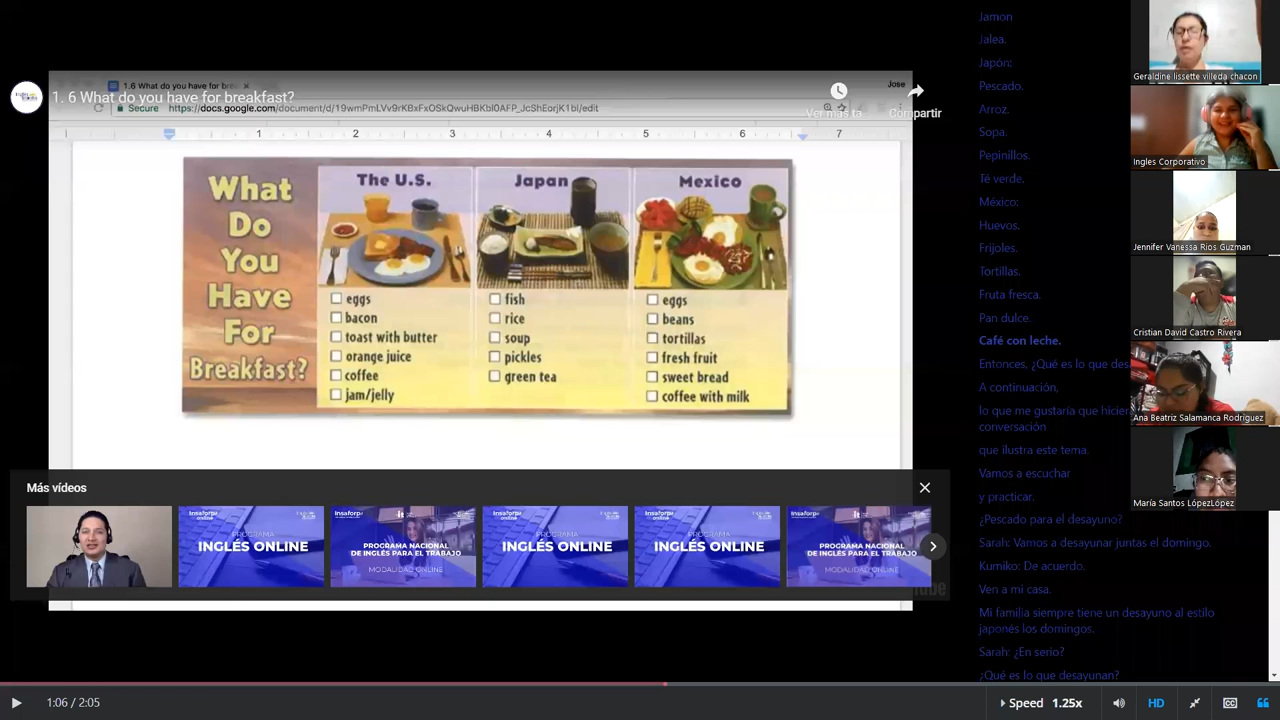 1.6 What do you have for brea
Jose
1. 6 What do you have for breakfast?
Secure
https://docs.google.com/document/d/19wmPmLVv9rKBxFxOSkQwuHBKbI0AFP_JcShEorjK1bI/edit
Ver más ta
Compartir
1 2 3 4 5 6 7
What
Do
You
Have
For
Breakfast?
The U.S.
eggs
bacon
toast with butter
orange juice
coffee
jam/jelly
Japan
fish
rice
soup
pickles
green tea
Mexico
eggs
beans
tortillas
fresh fruit
sweet bread
coffee with milk
Más vídeos
Insaforp online
PROGRAMA
INGLÉS ONLINE
PROGRAMA NACIONAL
DE INGLÉS PARA EL TRABAJO
MODALIDAD ONLINE
PROGRAMA
INGLÉS ONLINE
PROGRAMA
INGLÉS ONLINE
PROGRAMA NACIONAL
DE INGLÉS PARA EL TRABAJO
MODALIDAD ONLINE
1:06 / 2:05
Speed 1.25x
HD
CC
Jamon
Jalea.
Japón:
Pescado.
Arroz.
Sopa.
Pepinillos.
Té verde.
México:
Huevos.
Frijoles.
Tortillas.
Fruta fresca.
Pan dulce.
Café con leche.
Entonces, ¿Qué es lo que des
A continuación,
lo que me gustaría que hicier
conversación
que ilustra este tema.
Vamos a escuchar
y practicar.
¿Pescado para el desayuno?
Sarah: Vamos a desayunar juntas el domingo.
Kumiko: De acuerdo.
Ven a mi casa.
Mi familia siempre tiene un desayuno al estilo
japonés los domingos.
Sarah: ¿En serio?
¿Qué es lo que desayunan?
Geraldine lissette villeda chacon
Ingles Corporativo
Jennifer Vanessa Rios Guzman
Cristian David Castro Rivera
Ana Beatriz Salamanca Rodriguez
María Santos LópezLópez